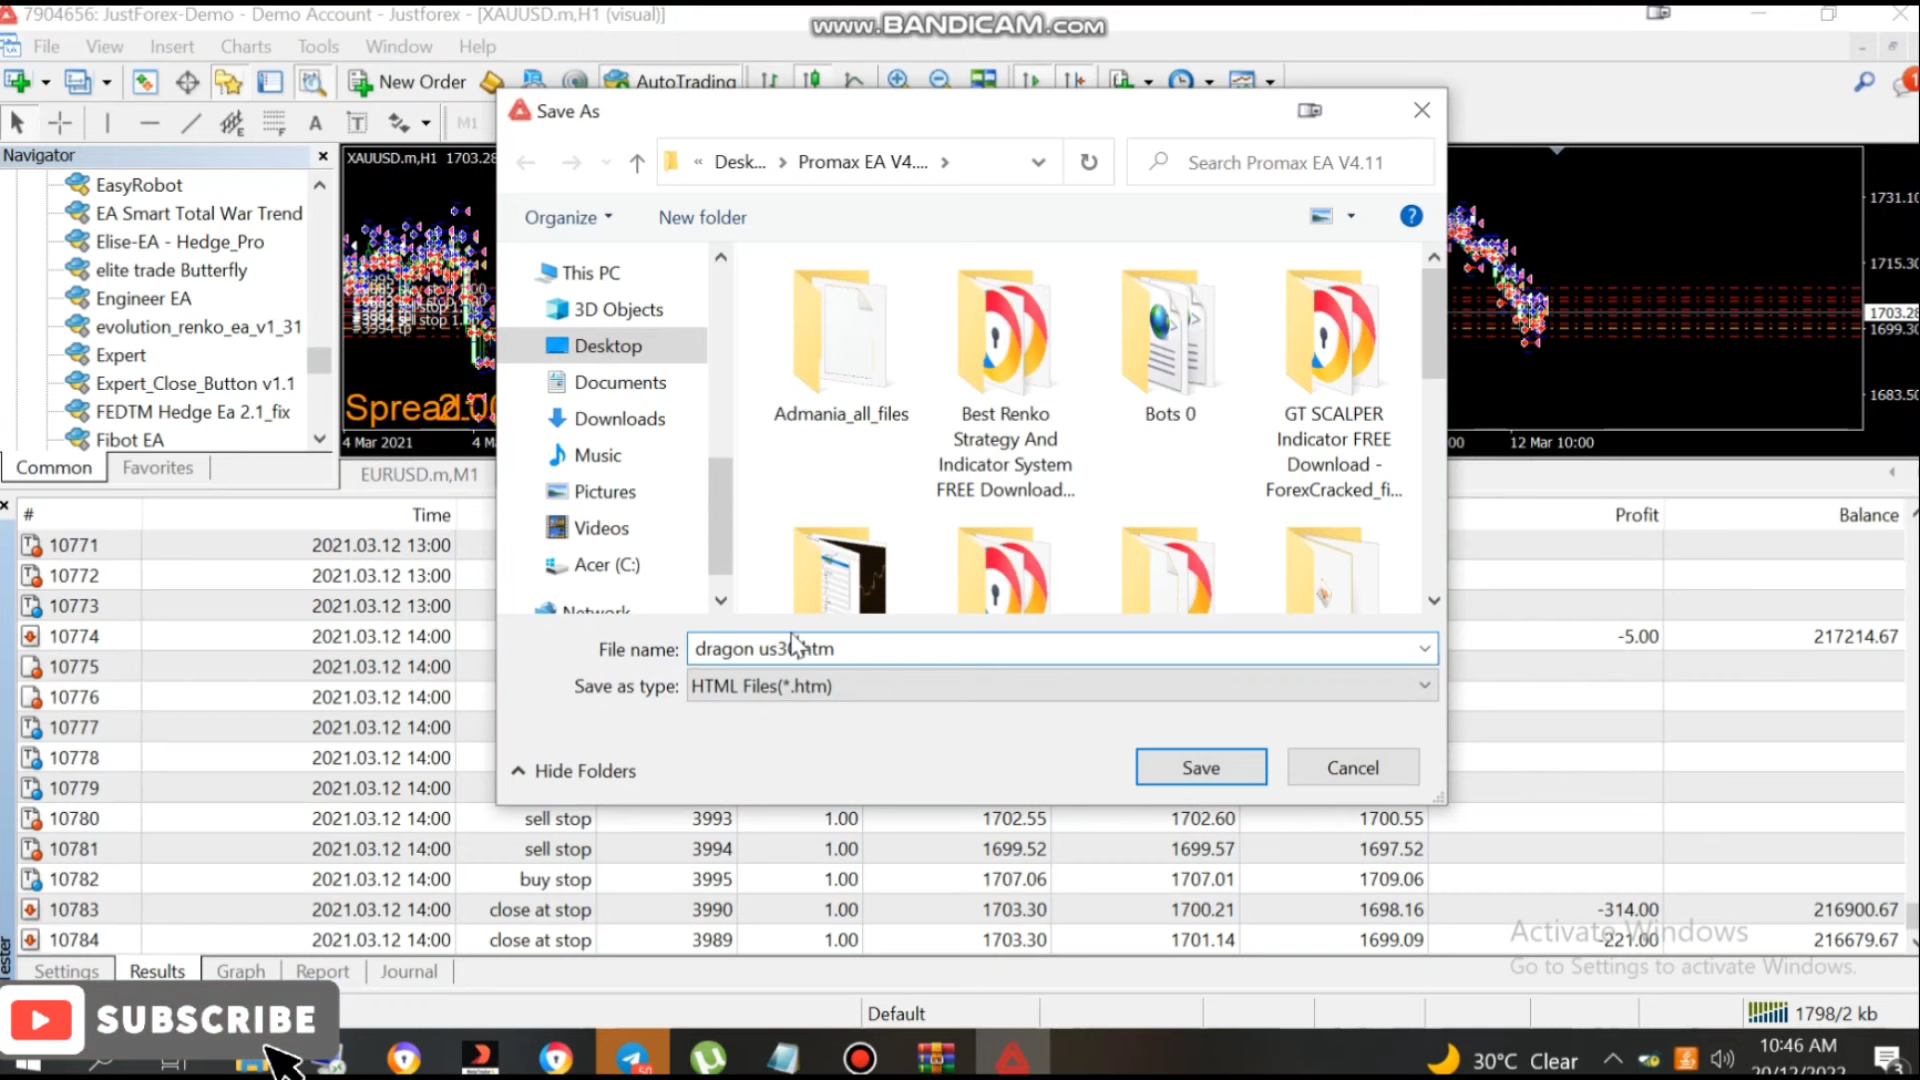 7904656: JustForex-Demo - Demo Account - Justforex - [XAUUSD.m,H1 (visual)]
www.BANDICAM.com
File View Insert Charts Tools Window Help
New Order AutoTrading
M1
Navigator
EasyRobot
EA Smart Total War Trend
Elise-EA - Hedge_Pro
elite trade Butterfly
Engineer EA
evolution_renko_ea_v1_31
Expert
Expert_Close_Button v1.1
FEDTM Hedge Ea 2.1_fix
Fibot EA
Common Favorites
XAUUSD.m,H1 1703.28
4 Mar 2021
EURUSD.m,M1
Save As
« Desk... › Promax EA V4.... ›
Search Promax EA V4.11
Organize New folder
This PC
3D Objects
Desktop
Documents
Downloads
Music
Pictures
Videos
Acer (C:)
Network
Admania_all_files
Best Renko
Strategy And
Indicator System
FREE Download...
Bots 0
GT SCALPER
Indicator FREE
Download -
ForexCracked_fi...
File name:
dragon
Save as type: HTML Files(*.htm)
Hide Folders
Save Cancel
1731.10
1715.30
1703.28
1699.30
1683.50
12 Mar 10:00
# Time Profit Balance
10771 2021.03.12 13:00
10772 2021.03.12 13:00
10773 2021.03.12 13:00
10774 2021.03.12 14:00 -5.00 217214.67
10775 2021.03.12 14:00
10776 2021.03.12 14:00
10777 2021.03.12 14:00
10778 2021.03.12 14:00
10779 2021.03.12 14:00
10780 2021.03.12 14:00 sell stop 3993 1.00 1702.55 1702.60 1700.55
10781 2021.03.12 14:00 sell stop 3994 1.00 1699.52 1699.57 1697.52
10782 2021.03.12 14:00 buy stop 3995 1.00 1707.06 1707.01 1709.06
10783 2021.03.12 14:00 close at stop 3990 1.00 1703.30 1700.21 1698.16 -314.00 216900.67
10784 2021.03.12 14:00 close at stop 3989 1.00 1703.30 1701.14 1699.09 -221.00 216679.67
Activate Windows
Go to Settings to activate Windows.
Settings Results Graph Report Journal
SUBSCRIBE
Default
1798/2 kb
30°C Clear
10:46 AM
20/12/2022